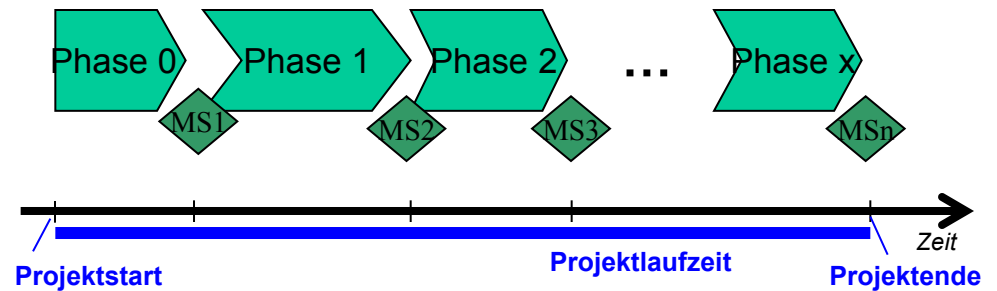 Phase 0 Phase 1 Phase 2 ... Phase x
MS1 MS2 MS3 MSn
Zeit
Projektstart Projektlaufzeit Projektende